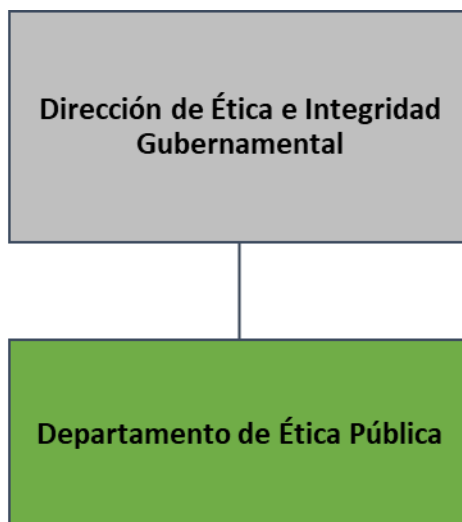 Dirección de Ética e Integridad
Gubernamental
Departamento de Ética Pública